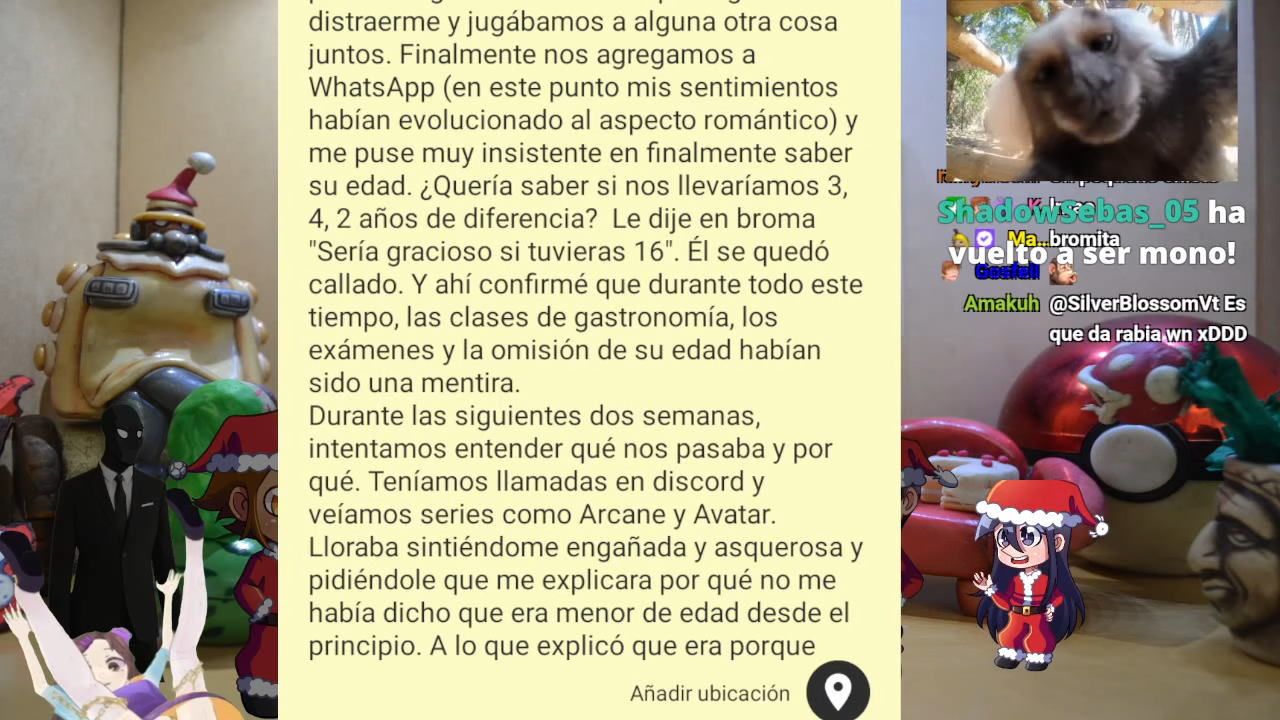 distraerme y jugábamos a alguna otra cosa
juntos. Finalmente nos agregamos a
WhatsApp (en este punto mis sentimientos
habían evolucionado al aspecto romántico) y
me puse muy insistente en finalmente saber
su edad. ¿Quería saber si nos llevaríamos 3,
4, 2 años de diferencia?  Le dije en broma
"Sería gracioso si tuvieras 16". Él se quedó
callado. Y ahí confirmé que durante todo este
tiempo, las clases de gastronomía, los
exámenes y la omisión de su edad habían
sido una mentira.
Durante las siguientes dos semanas,
intentamos entender qué nos pasaba y por
qué. Teníamos llamadas en discord y
veíamos series como Arcane y Avatar.
Lloraba sintiéndome engañada y asquerosa y
pidiéndole que me explicara por qué no me
había dicho que era menor de edad desde el
principio. A lo que explicó que era porque
Añadir ubicación
ShadowSebas_05 ha
vuelto a ser mono!
Ma... bromita
Gosfell
Amakuh @SilverBlossomVt Es
que da rabia wn xDDD